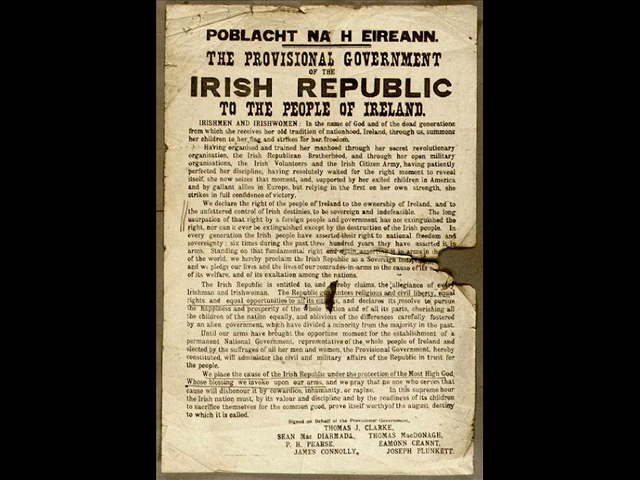 POBLACHT NA H EIREANN.
THE PROVISIONAL GOVERNMENT
OF THE
IRISH REPUBLIC
TO THE PEOPLE OF IRELAND.
IRISHMEN AND IRISHWOMEN: In the name of God and of the dead generations
from which she receives her old tradition of nationhood, Ireland, through us, summons
her children to her flag and strikes for her freedom.
Having organised and trained her manhood through her secret revolutionary
organisation, the Irish Republican Brotherhood, and through her open military
organisations, the Irish Volunteers and the Irish Citizen Army, having patiently
perfected her discipline, having resolutely waited for the right moment to reveal
itself, she now seizes that moment, and, supported by her exiled children in America
and by gallant allies in Europe, but relying in the first on her own strength, she
strikes in full confidence of victory.
We declare the right of the people of Ireland to the ownership of Ireland, and to
the unfettered control of Irish destinies, to be sovereign and indefeasible. The long
usurpation of that right by a foreign people and government has not extinguished the
right, nor can it ever be extinguished except by the destruction of the Irish people. In
every generation the Irish people have asserted their right to national freedom and
sovereignty; six times during the past three hundred years they have asserted it in
arms. Standing on that fundamental right and again asserting it in arms in the
of the world, we hereby proclaim the Irish Republic as a Sovereign
and we pledge our lives and the lives of our comrades-in-arms to the cause of its
of its welfare, and of its exaltation among the nations.
The Irish Republic is entitled to, and hereby claims, the allegiance of every
Irishman and Irishwoman. The Republic guarantees religious and civil liberty, equal
rights and equal opportunities to all its citizens, and declares its resolve to pursue
the happiness and prosperity of the whole nation and of all its parts, cherishing all
the children of the nation equally, and oblivious of the differences carefully fostered
by an alien government, which have divided a minority from the majority in the past.
Until our arms have brought the opportune moment for the establishment of a
permanent National Government, representative of the whole people of Ireland and
elected by the suffrages of all her men and women, the Provisional Government, hereby
constituted, will administer the civil and military affairs of the Republic in trust for
the people.
We place the cause of the Irish Republic under the protection of the Most High God,
Whose blessing we invoke upon our arms, and we pray that no one who serves that
cause will dishonour it by cowardice, inhumanity, or rapine. In this supreme hour
the Irish nation must, by its valour and discipline and by the readiness of its children
to sacrifice themselves for the common good, prove itself worthy of the august destiny
to which it is called.
Signed on Behalf of the Provisional Government,
THOMAS J. CLARKE,
SEAN Mac DIARMADA, THOMAS MacDONAGH,
P. H. PEARSE, EAMONN CEANNT,
JAMES CONNOLLY, JOSEPH PLUNKETT.